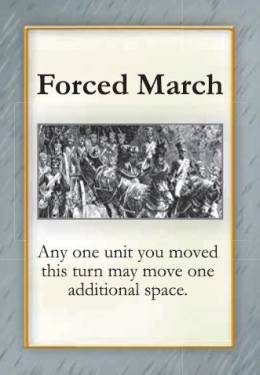 Forced March
Any one unit you moved
this turn may move one
additional space.